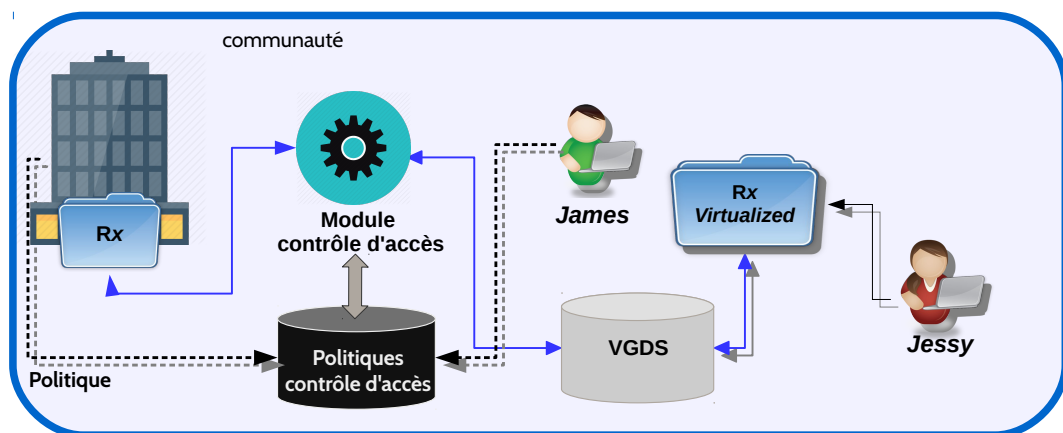 communauté
Rx
Module
contrôle d'accès
James
Rx
Virtualized
Jessy
Politiques
contrôle d'accès
VGDS
Politique